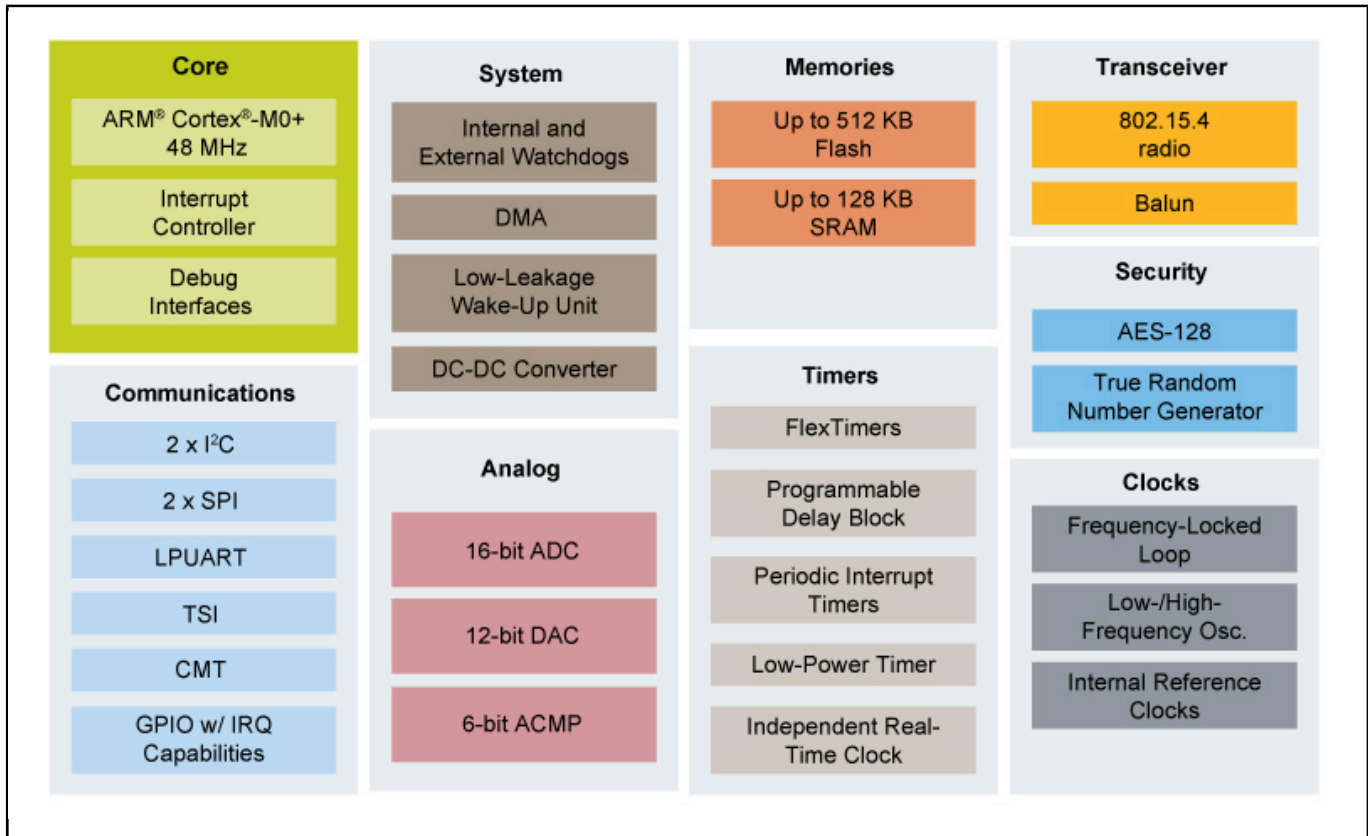 Core
ARM® Cortex®-M0+
48 MHz
Interrupt
Controller
Debug
Interfaces
Communications
2 x I²C
2 x SPI
LPUART
TSI
CMT
GPIO w/ IRQ
Capabilities
System
Internal and
External Watchdogs
DMA
Low-Leakage
Wake-Up Unit
DC-DC Converter
Analog
16-bit ADC
12-bit DAC
6-bit ACMP
Memories
Up to 512 KB
Flash
Up to 128 KB
SRAM
Timers
FlexTimers
Programmable
Delay Block
Periodic Interrupt
Timers
Low-Power Timer
Independent Real-
Time Clock
Transceiver
802.15.4
radio
Balun
Security
AES-128
True Random
Number Generator
Clocks
Frequency-Locked
Loop
Low-/High-
Frequency Osc.
Internal Reference
Clocks